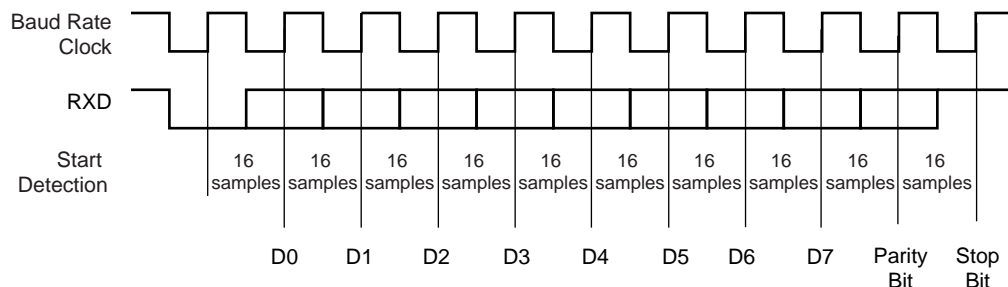 Baud Rate
Clock
RXD
Start
Detection
16 16 16 16 16 16 16 16 16 16
samples samples samples samples samples samples samples samples samples samples
D0 D1 D2 D3 D4 D5 D6 D7 Parity Stop
Bit Bit